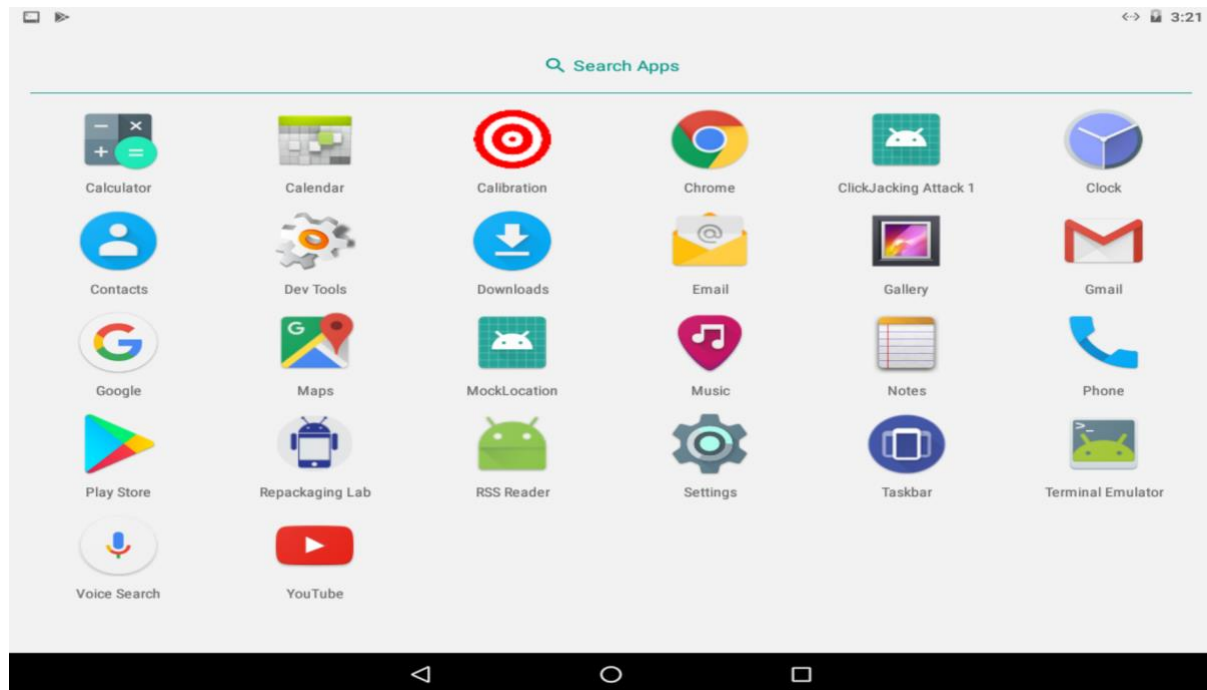 3:21
Search Apps
Calculator
Calendar
Calibration
Chrome
ClickJacking Attack 1
Clock
Contacts
Dev Tools
Downloads
Email
Gallery
Gmail
Google
Maps
MockLocation
Music
Notes
Phone
Play Store
Repackaging Lab
RSS Reader
Settings
Taskbar
Terminal Emulator
Voice Search
YouTube